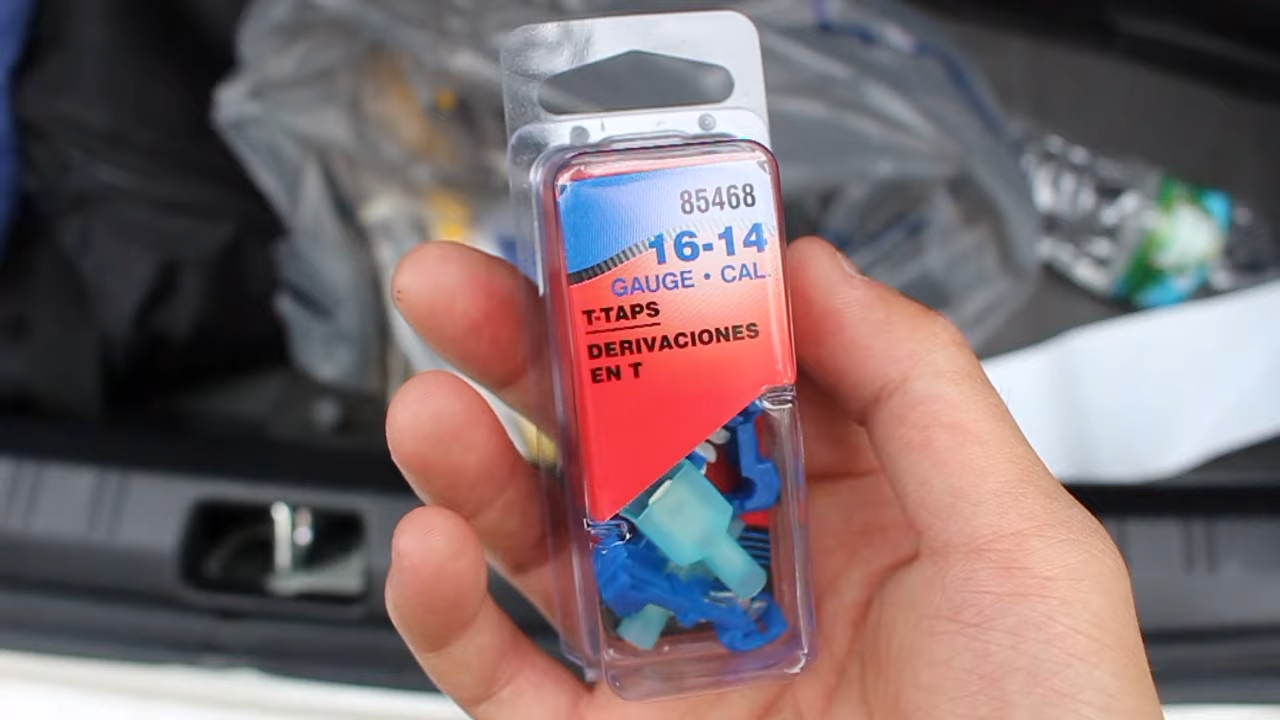 85468
16-14
GAUGE • CAL.
T-TAPS
DERIVACIONES
EN T